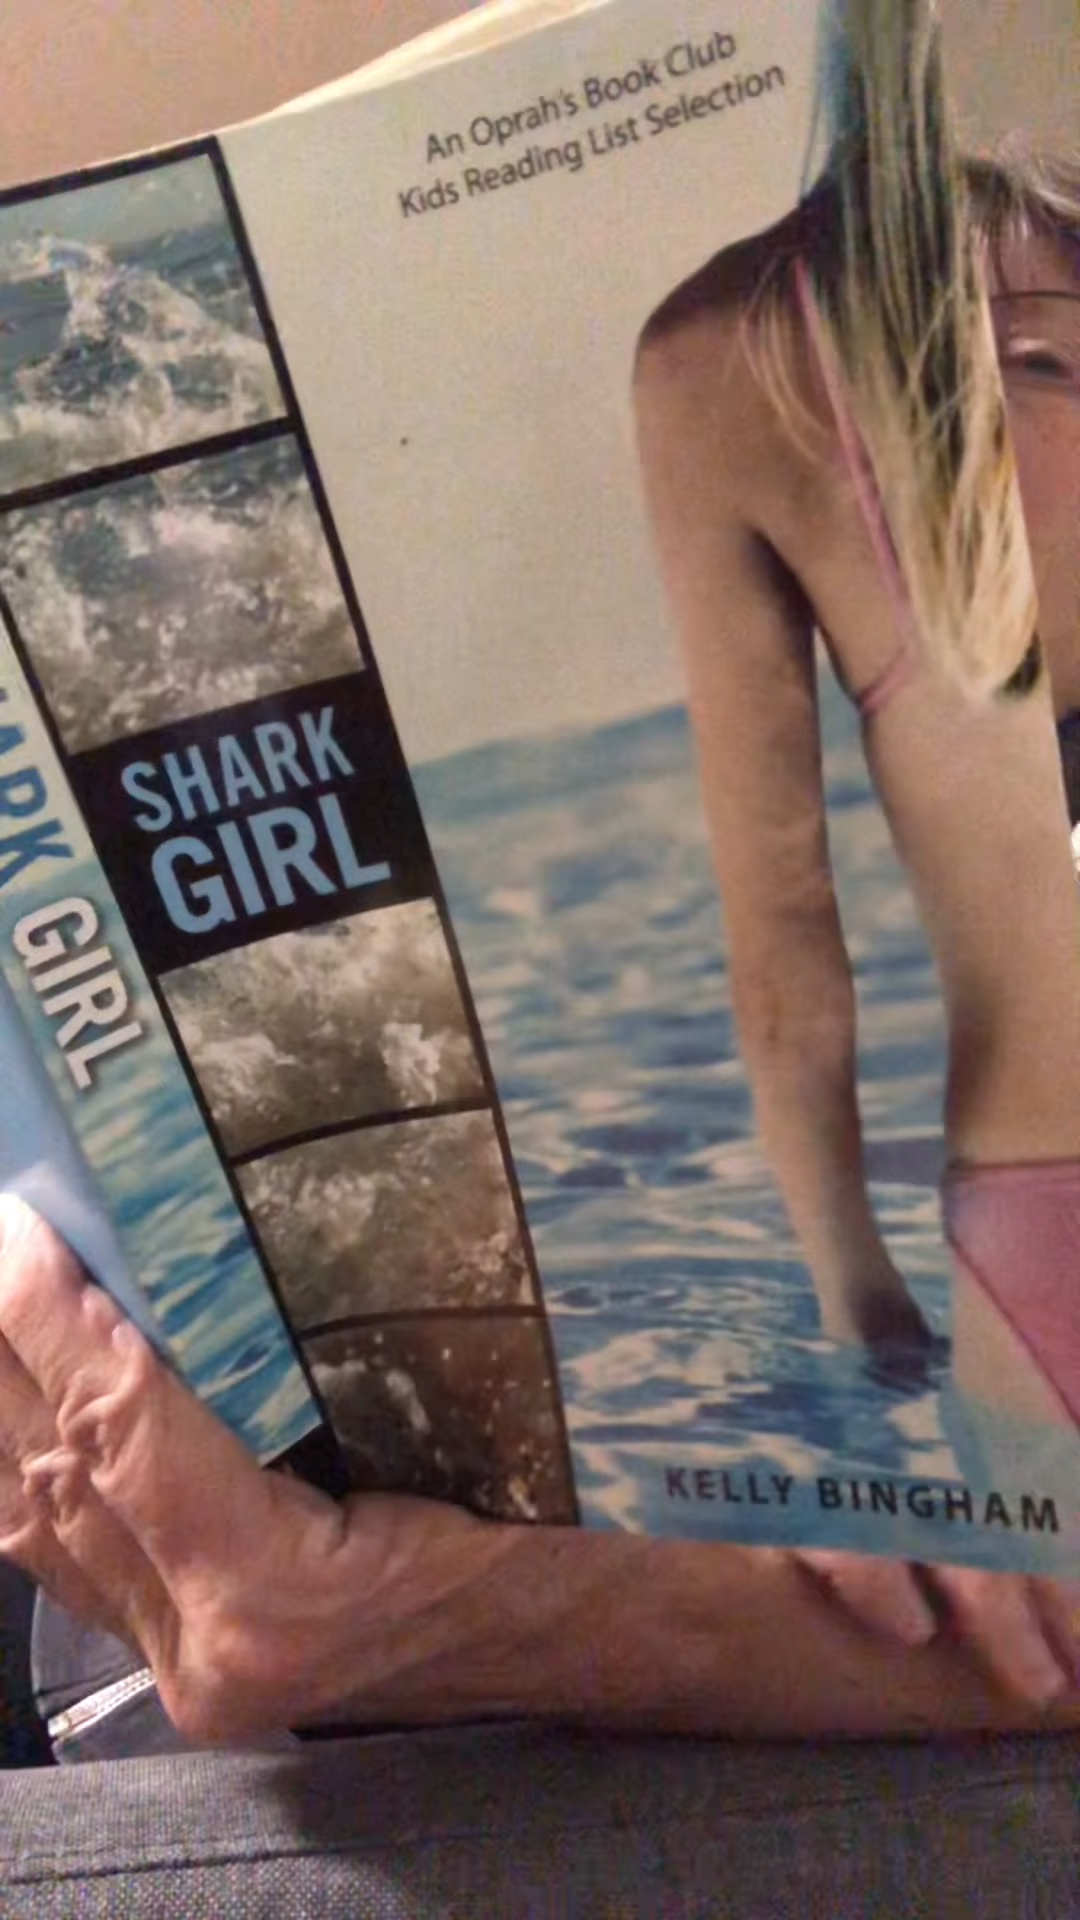 An Oprah's Book Club
Kids Reading List Selection
SHARK
GIRL
ARK GIRL
KELLY BINGHAM